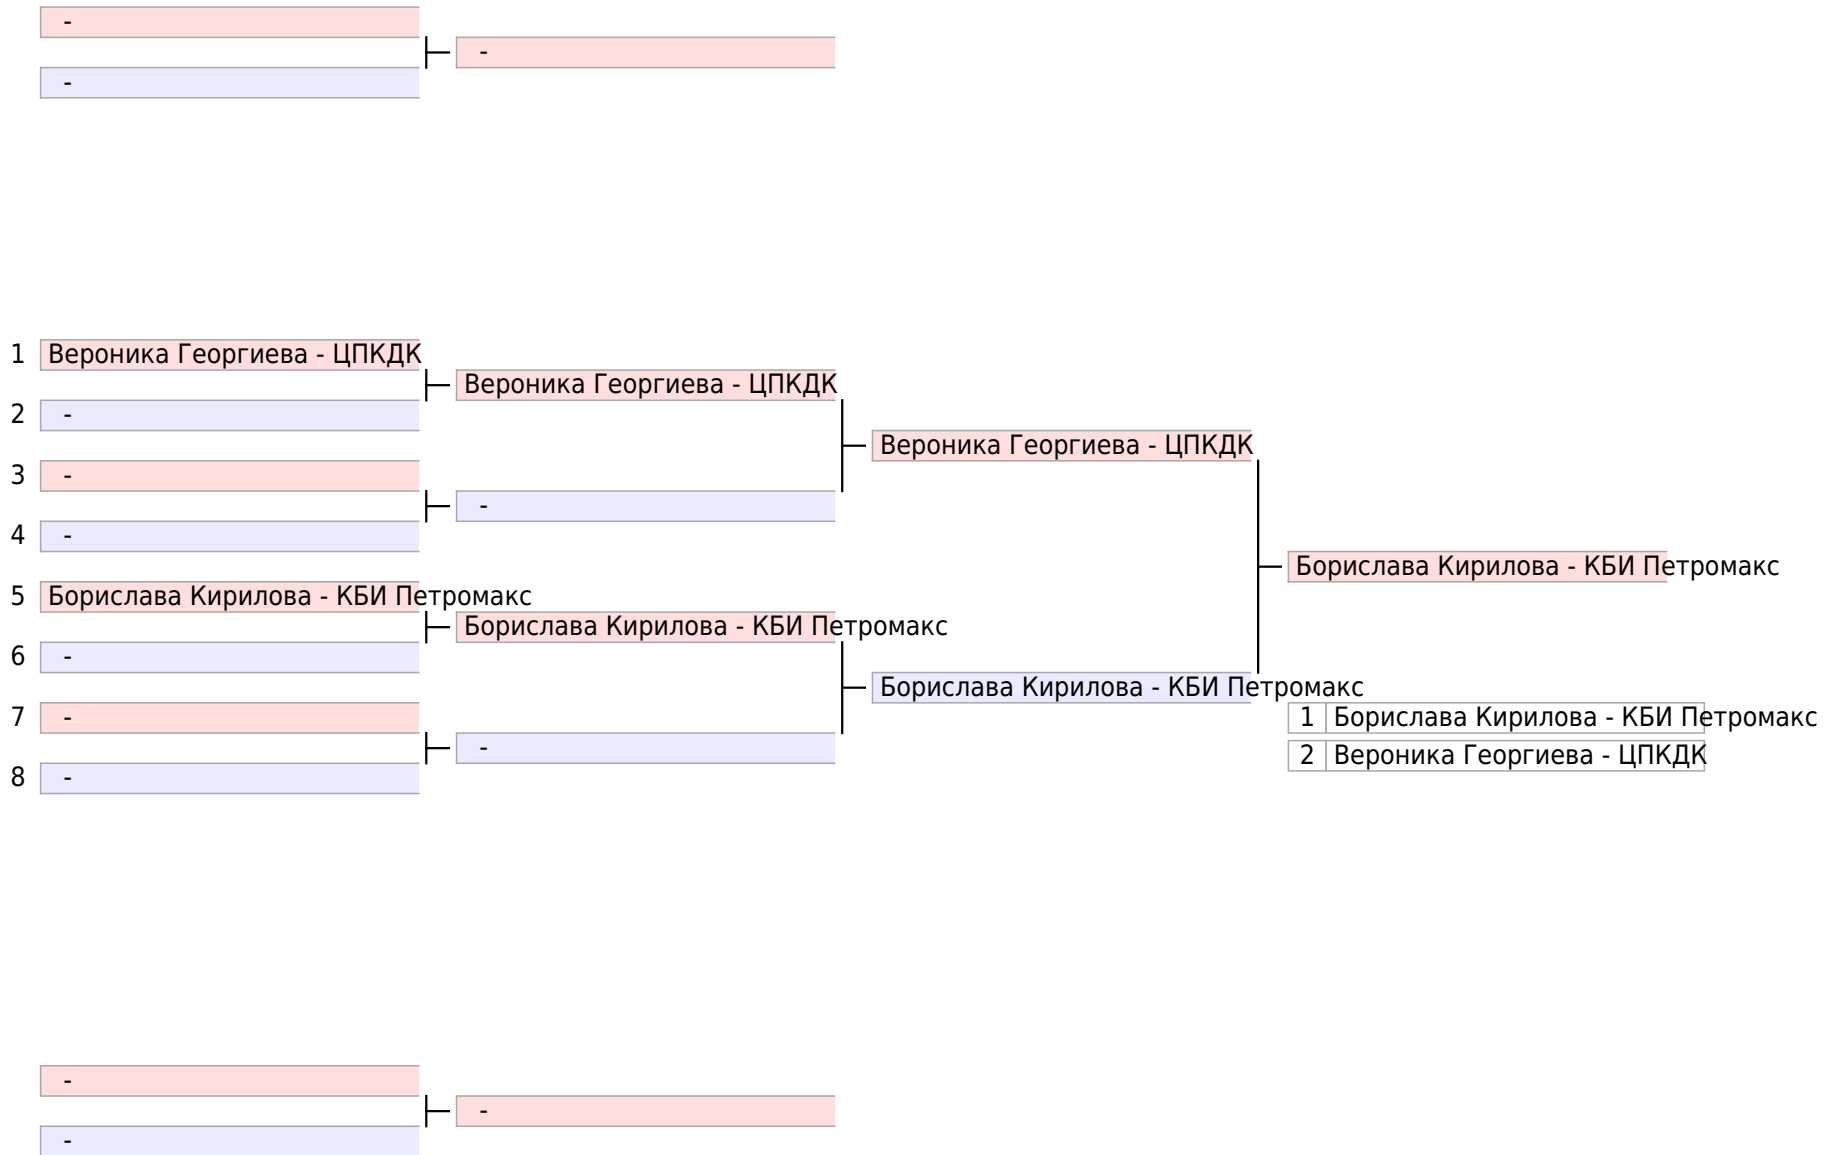 -
-
-
1 Вероника Георгиева - ЦПКДК
Вероника Георгиева - ЦПКДК
2 -
Вероника Георгиева - ЦПКДК
3 -
-
4 -
Борислава Кирилова - КБИ Петромакс
5 Борислава Кирилова - КБИ Петромакс
Борислава Кирилова - КБИ Петромакс
6 -
Борислава Кирилова - КБИ Петромакс
7 -
1 Борислава Кирилова - КБИ Петромакс
-
2 Вероника Георгиева - ЦПКДК
8 -
-
-
-